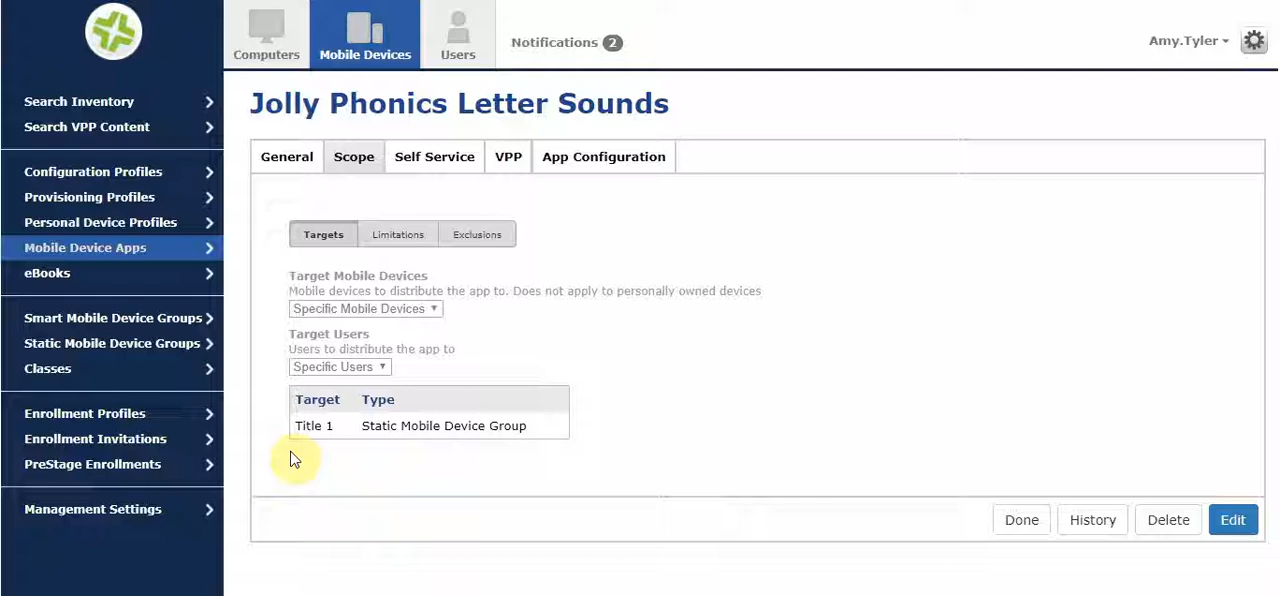 Computers
Mobile Devices
Users
Notifications 2
Amy.Tyler
Search Inventory
Search VPP Content
Configuration Profiles
Provisioning Profiles
Personal Device Profiles
Mobile Device Apps
eBooks
Smart Mobile Device Groups
Static Mobile Device Groups
Classes
Enrollment Profiles
Enrollment Invitations
PreStage Enrollments
Management Settings
Jolly Phonics Letter Sounds
General Scope Self Service VPP App Configuration
Targets Limitations Exclusions
Target Mobile Devices
Mobile devices to distribute the app to. Does not apply to personally owned devices
Specific Mobile Devices
Target Users
Users to distribute the app to
Specific Users
Target Type
Title 1 Static Mobile Device Group
Done History Delete Edit